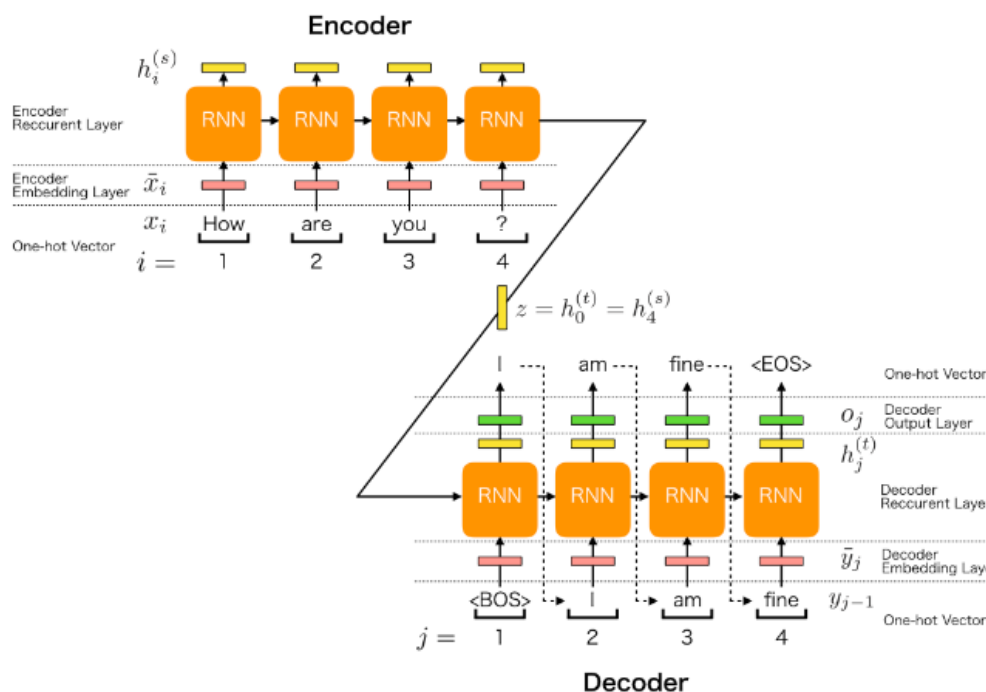 Encoder
h_i^{(s)}
Encoder
Reccurent Layer
RNN RNN RNN RNN
Encoder
Embedding Layer
x̄_i
x_i How are you ?
One-hot Vector
i = 1 2 3 4
z = h_0^{(t)} = h_4^{(s)}
I am fine <EOS>
One-hot Vector
o_j
Decoder
Output Layer
h_j^{(t)}
RNN RNN RNN RNN
Decoder
Reccurent Laye
ȳ_j
Decoder
Embedding Laye
<BOS> I am fine y_{j-1}
One-hot Vector
j = 1 2 3 4
Decoder